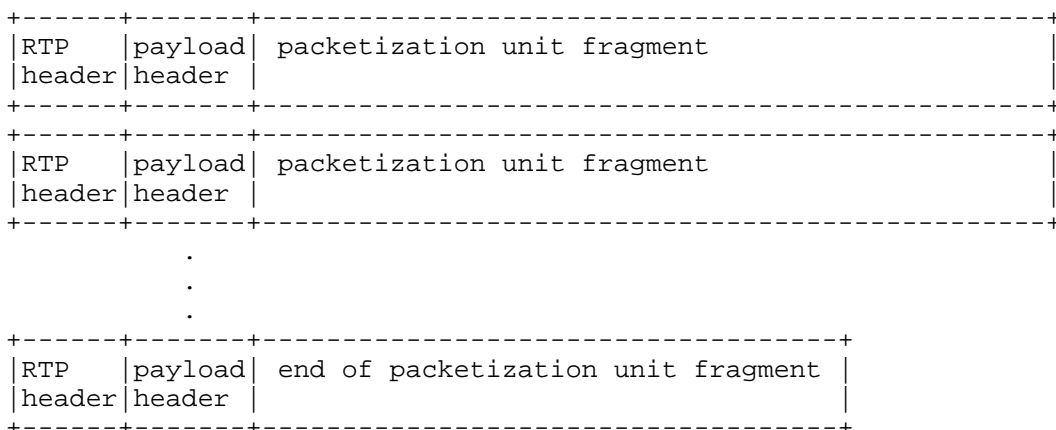 +------+-------+---------------------------------------------------+
|RTP   |payload| packetization unit fragment                       |
|header|header |                                                   |
+------+-------+---------------------------------------------------+
+------+-------+---------------------------------------------------+
|RTP   |payload| packetization unit fragment                       |
|header|header |                                                   |
+------+-------+---------------------------------------------------+
           .
           .
           .
+------+-------+------------------------------------+
|RTP   |payload| end of packetization unit fragment |
|header|header |                                    |
+------+-------+------------------------------------+